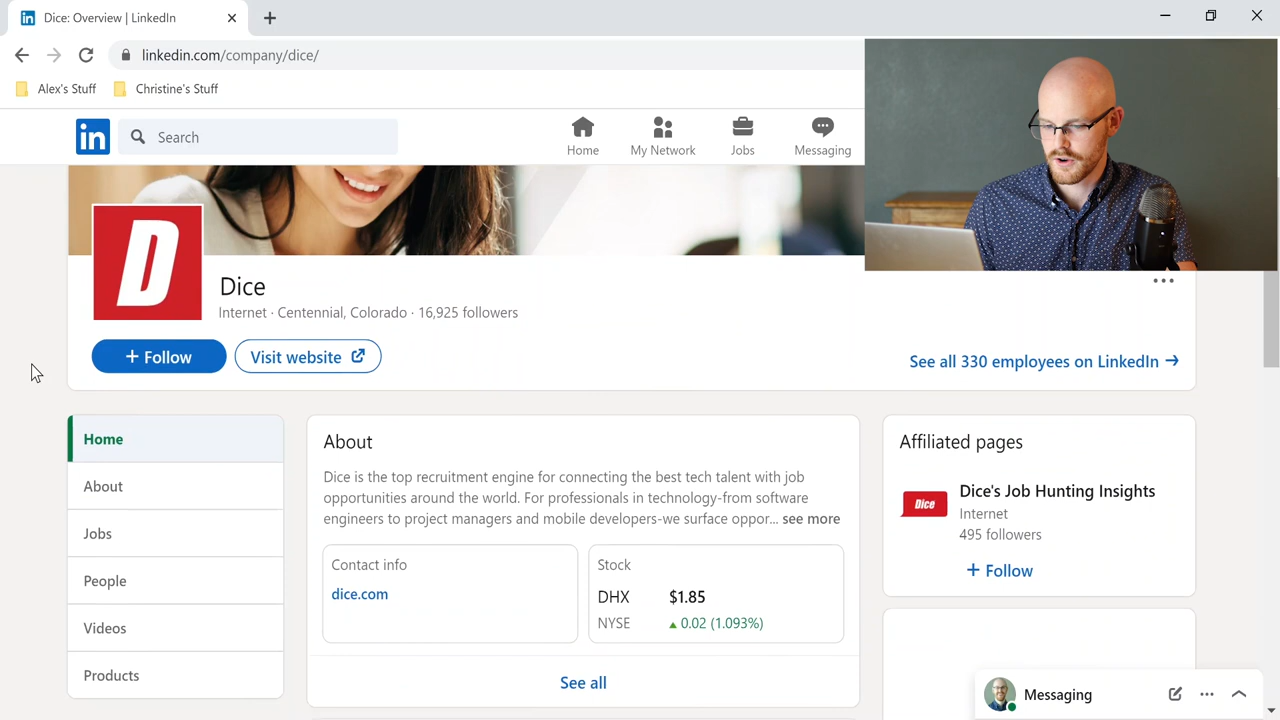 Dice: Overview | LinkedIn
linkedin.com/company/dice/
Alex's Stuff
Christine's Stuff
in
Search
Home
My Network
Jobs
Messaging
D
Dice
Internet · Centennial, Colorado · 16,925 followers
+ Follow
Visit website
See all 330 employees on LinkedIn →
Home
About
Jobs
People
Videos
Products
About
Dice is the top recruitment engine for connecting the best tech talent with job
opportunities around the world. For professionals in technology-from software
engineers to project managers and mobile developers-we surface oppor... see more
Contact info
dice.com
Stock
DHX $1.85
NYSE ▲ 0.02 (1.093%)
See all
Affiliated pages
Dice
Dice's Job Hunting Insights
Internet
495 followers
+ Follow
Messaging